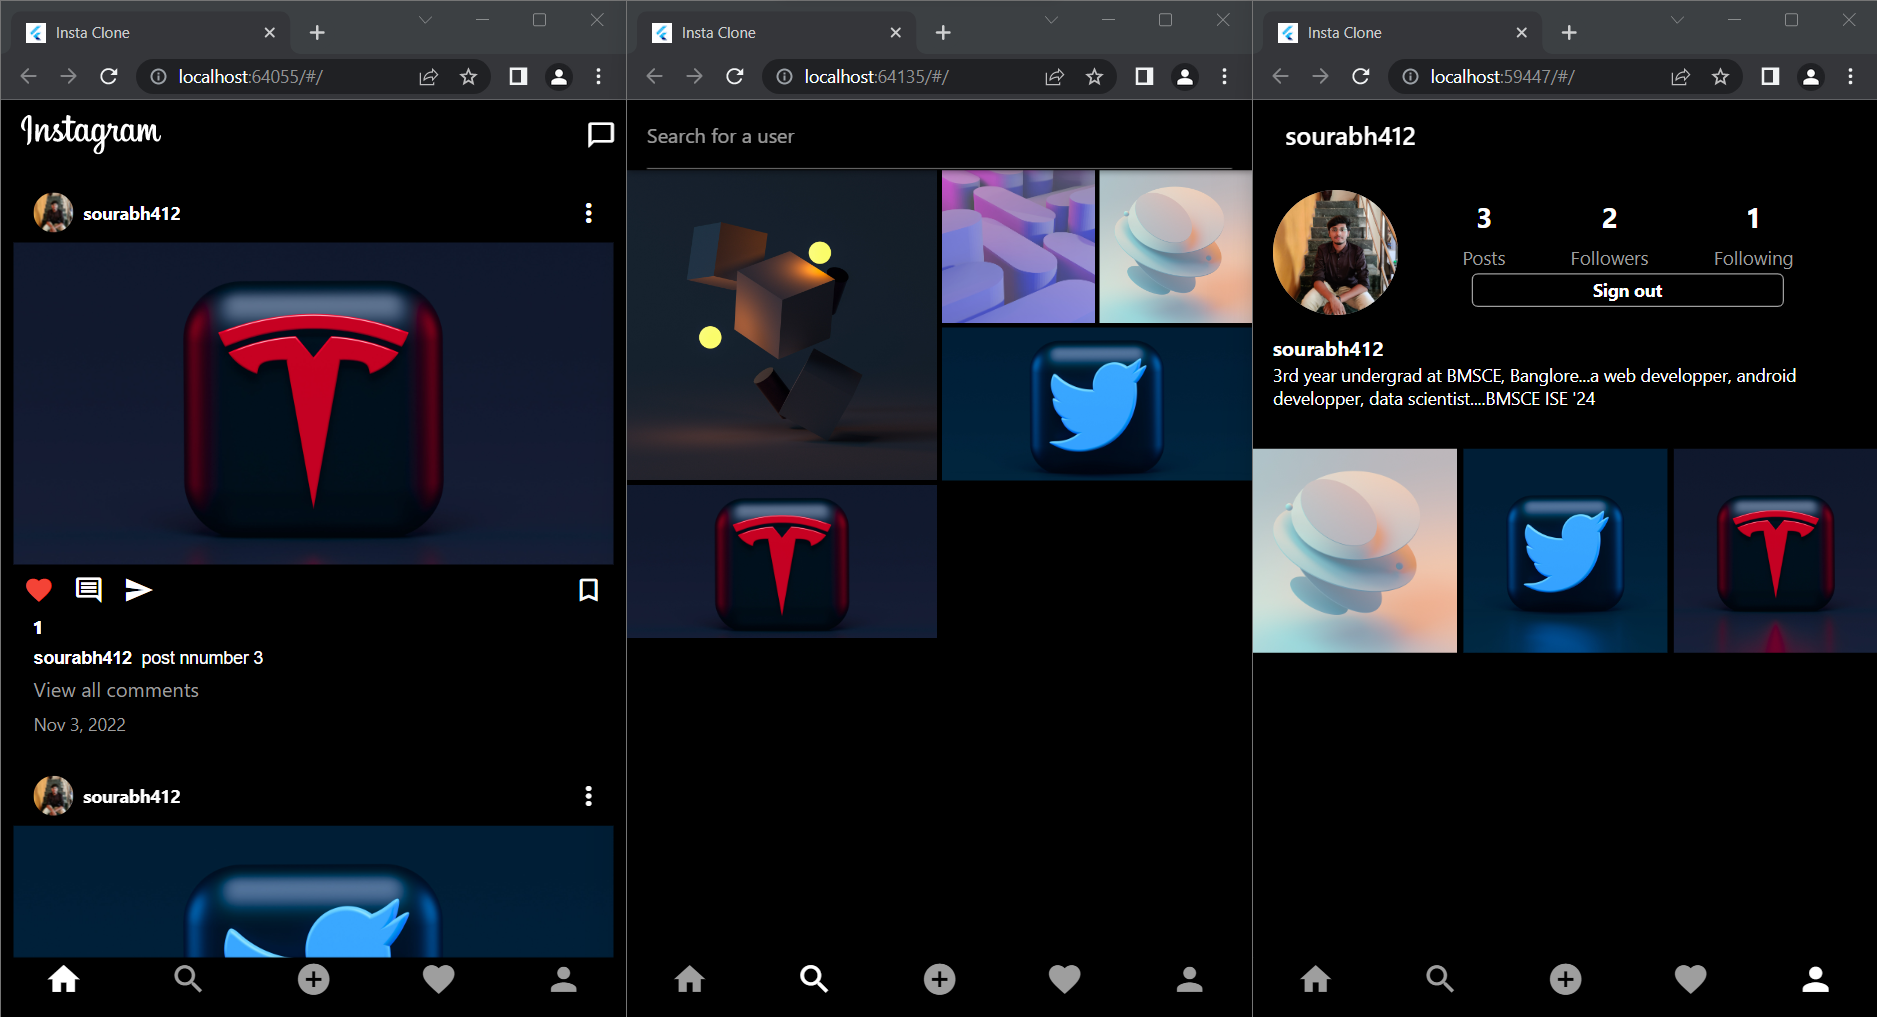 Insta Clone
localhost:64055/#/
Instagram
sourabh412
1
sourabh412 post nnumber 3
View all comments
Nov 3, 2022
sourabh412
Insta Clone
localhost:64135/#/
Search for a user
Insta Clone
localhost:59447/#/
sourabh412
3 2 1
Posts Followers Following
Sign out
sourabh412
3rd year undergrad at BMSCE, Banglore...a web developper, android
developper, data scientist....BMSCE ISE '24